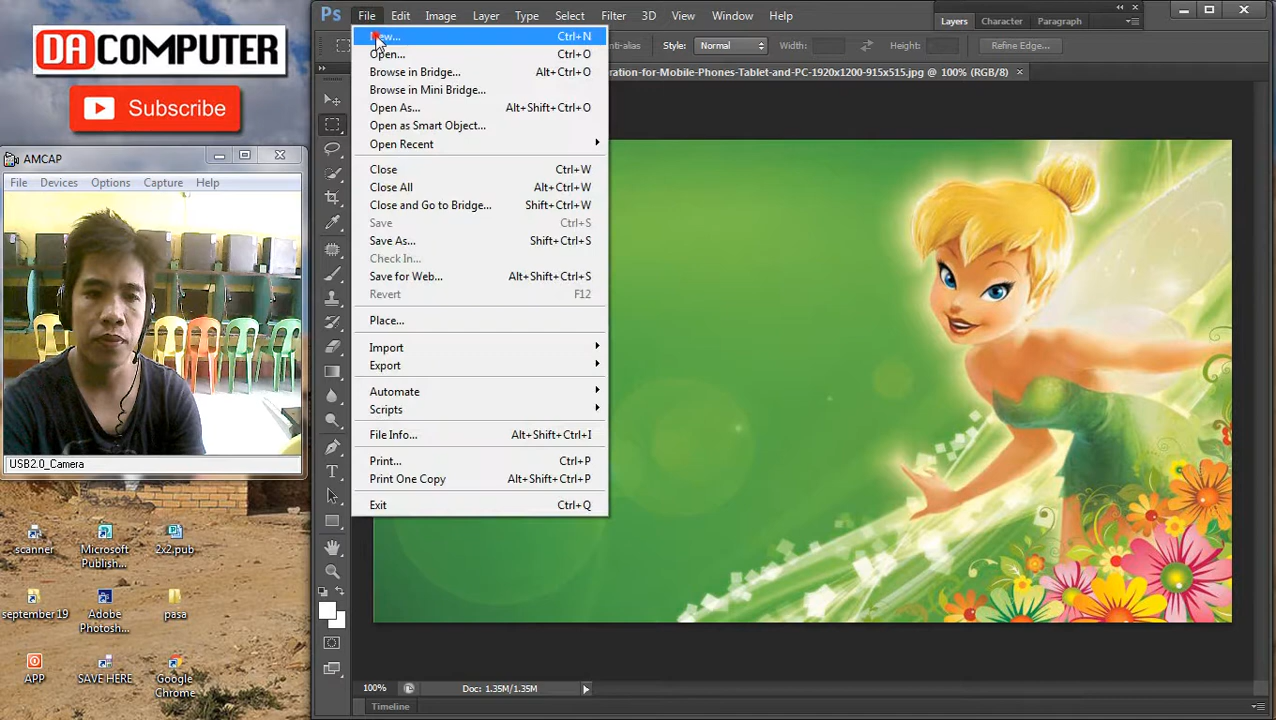 DACOMPUTER
Subscribe
AMCAP
File Devices Options Capture Help
USB2.0_Camera
scanner
Microsoft Publish...
2x2.pub
september 19
Adobe Photosh...
pasa
APP
SAVE HERE
Google Chrome
Ps File Edit Image Layer Type Select Filter 3D View Window Help
Layers Character Paragraph
Style: Normal Width: Height: Refine Edge...
ration-for-Mobile-Phones-Tablet-and-PC-1920x1200-915x515.jpg @ 100% (RGB/8)
New... Ctrl+N
Open... Ctrl+O
Browse in Bridge... Alt+Ctrl+O
Browse in Mini Bridge...
Open As... Alt+Shift+Ctrl+O
Open as Smart Object...
Open Recent
Close Ctrl+W
Close All Alt+Ctrl+W
Close and Go to Bridge... Shift+Ctrl+W
Save Ctrl+S
Save As... Shift+Ctrl+S
Check In...
Save for Web... Alt+Shift+Ctrl+S
Revert F12
Place...
Import
Export
Automate
Scripts
File Info... Alt+Shift+Ctrl+I
Print... Ctrl+P
Print One Copy Alt+Shift+Ctrl+P
Exit Ctrl+Q
100% Doc: 1.35M/1.35M
Timeline